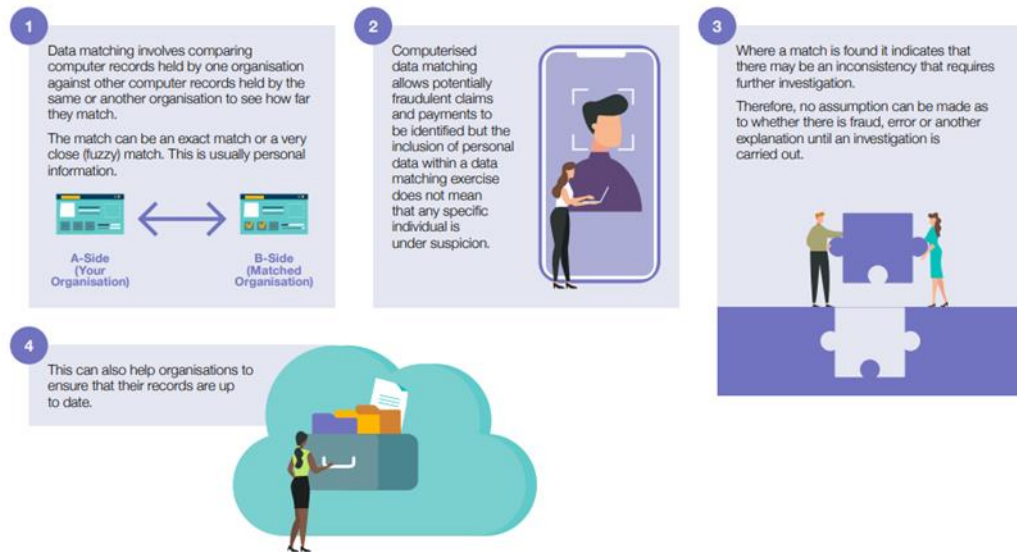 1
Data matching involves comparing
computer records held by one organisation
against other computer records held by the
same or another organisation to see how far
they match.
The match can be an exact match or a very
close (fuzzy) match. This is usually personal
information.
A-Side
(Your
Organisation)
B-Side
(Matched
Organisation)
2
Computerised
data matching
allows potentially
fraudulent claims
and payments to
be identified but the
inclusion of personal
data within a data
matching exercise
does not mean
that any specific
individual is
under suspicion.
3
Where a match is found it indicates that
there may be an inconsistency that requires
further investigation.
Therefore, no assumption can be made as
to whether there is fraud, error or another
explanation until an investigation is
carried out.
4
This can also help organisations to
ensure that their records are up
to date.